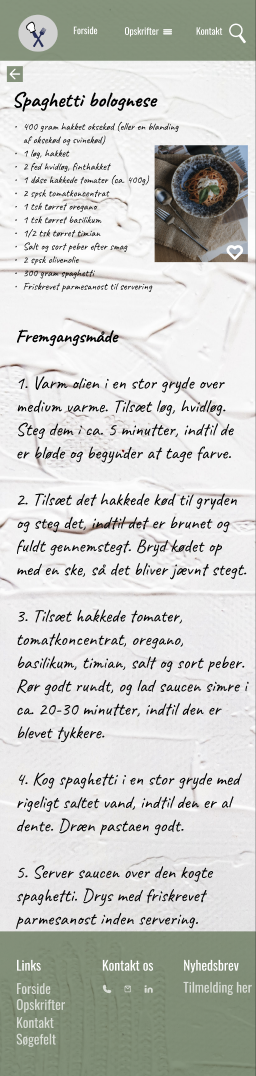 Forside
Opskrifter
Kontakt
Spaghetti bolognese
• 400 gram hakket oksekød (eller en blanding
af oksekød og svinekød)
• 1 løg, hakket
• 2 fed hvidløg, finthakket
• 1 dåse hakkede tomater (ca. 400g)
• 2 spsk tomatkoncentrat
• 1 tsk tørret oregano
• 1 tsk tørret basilikum
• 1/2 tsk tørret timian
• Salt og sort peber efter smag
• 2 spsk olivenolie
• 300 gram spaghetti
• Friskrevet parmesanost til servering
Fremgangsmåde
1. Varm olien i en stor gryde over
medium varme. Tilsæt løg, hvidløg.
Steg dem i ca. 5 minutter, indtil de
er bløde og begynder at tage farve.
2. Tilsæt det hakkede kød til gryden
og steg det, indtil det er brunet og
fuldt gennemstegt. Bryd kødet op
med en ske, så det bliver jævnt stegt.
3. Tilsæt hakkede tomater,
tomatkoncentrat, oregano,
basilikum, timian, salt og sort peber.
Rør godt rundt, og lad saucen simre i
ca. 20-30 minutter, indtil den er
blevet tykkere.
4. Kog spaghetti i en stor gryde med
rigeligt saltet vand, indtil den er al
dente. Dræn pastaen godt.
5. Server saucen over den kogte
spaghetti. Drys med friskrevet
parmesanost inden servering.
Links
Forside
Opskrifter
Kontakt
Søgefelt
Kontakt os
Nyhedsbrev
Tilmelding her